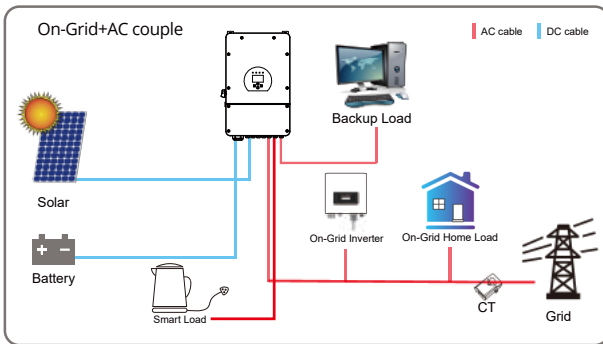 On-Grid+AC couple
AC cable
DC cable
Backup Load
Solar
On-Grid Inverter
On-Grid Home Load
Battery
Smart Load
CT
Grid